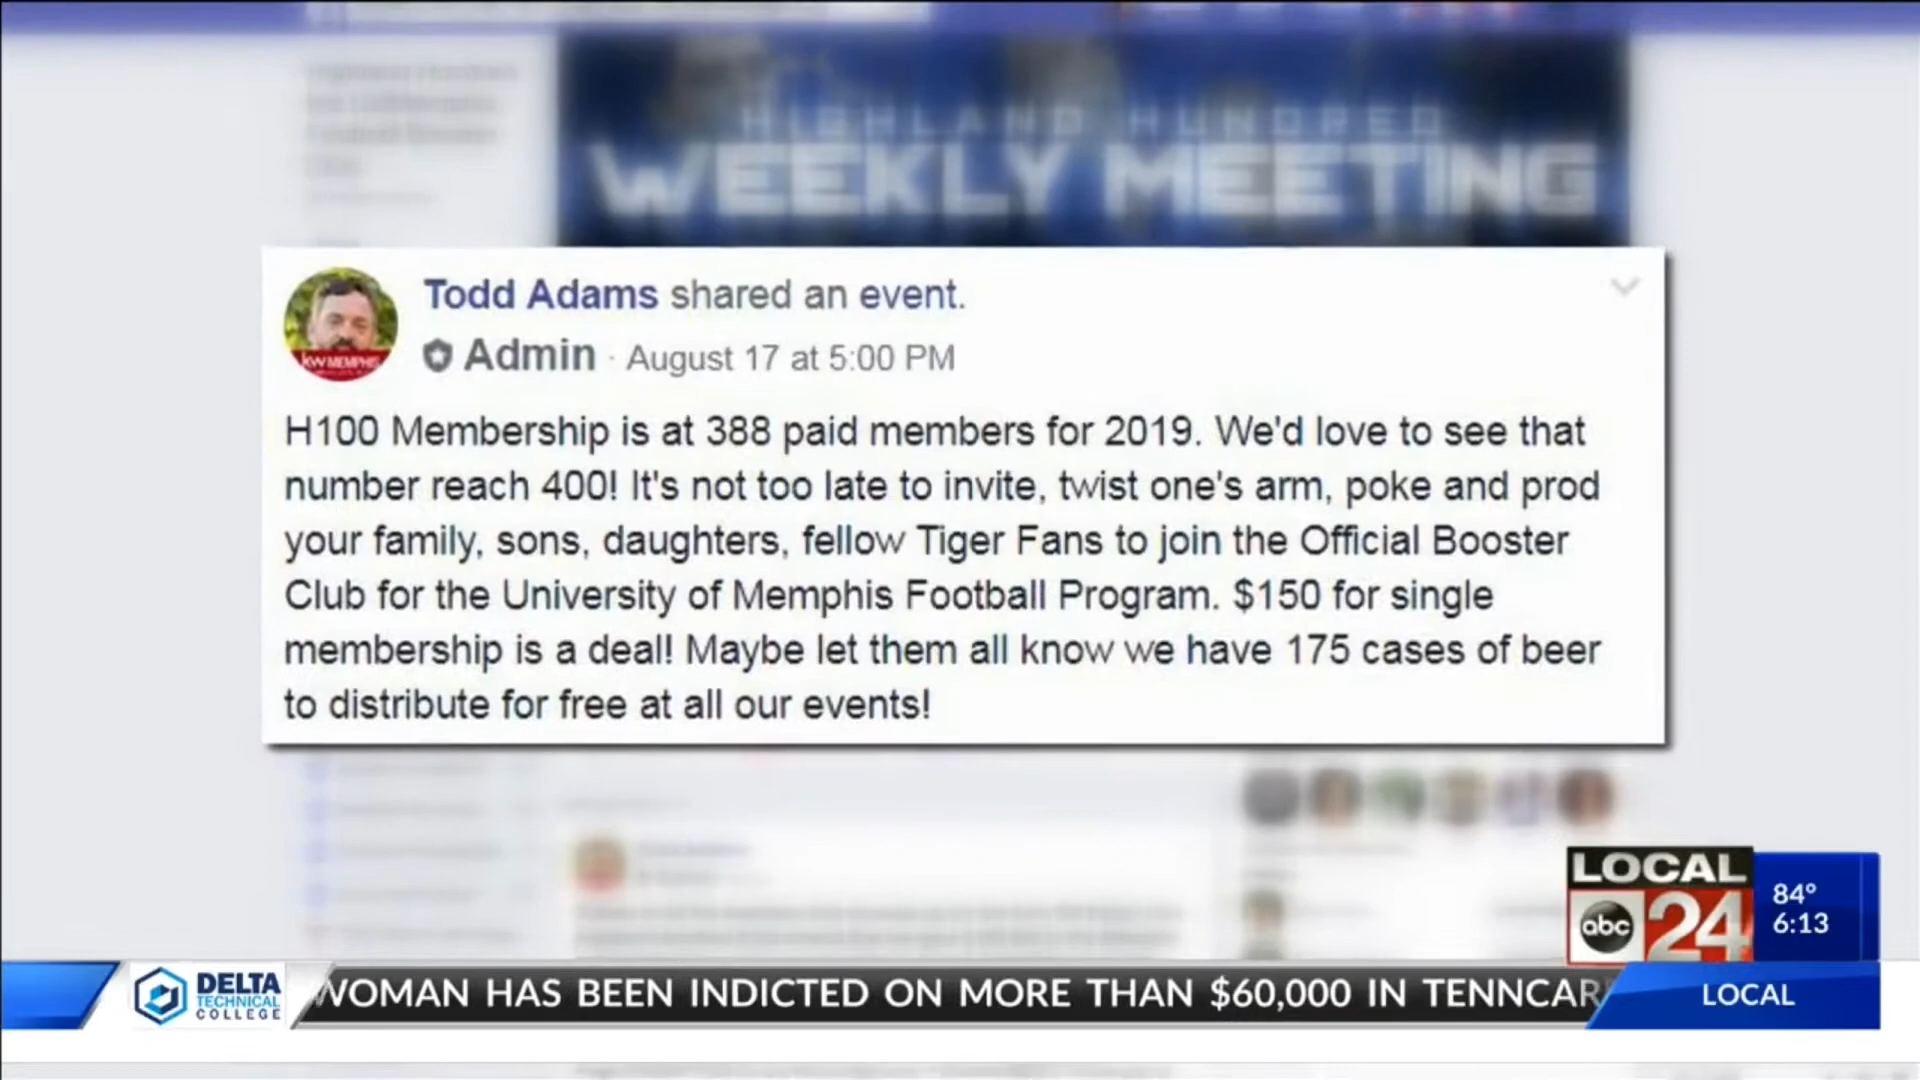 HIGHLAND HUNDRED
WEEKLY MEETING
Todd Adams shared an event.
Admin · August 17 at 5:00 PM
H100 Membership is at 388 paid members for 2019. We'd love to see that
number reach 400! It's not too late to invite, twist one's arm, poke and prod
your family, sons, daughters, fellow Tiger Fans to join the Official Booster
Club for the University of Memphis Football Program. $150 for single
membership is a deal! Maybe let them all know we have 175 cases of beer
to distribute for free at all our events!
KW MEMPHIS
LOCAL
abc 24
84°
6:13
DELTA
TECHNICAL
COLLEGE
WOMAN HAS BEEN INDICTED ON MORE THAN $60,000 IN TENNCAR
LOCAL